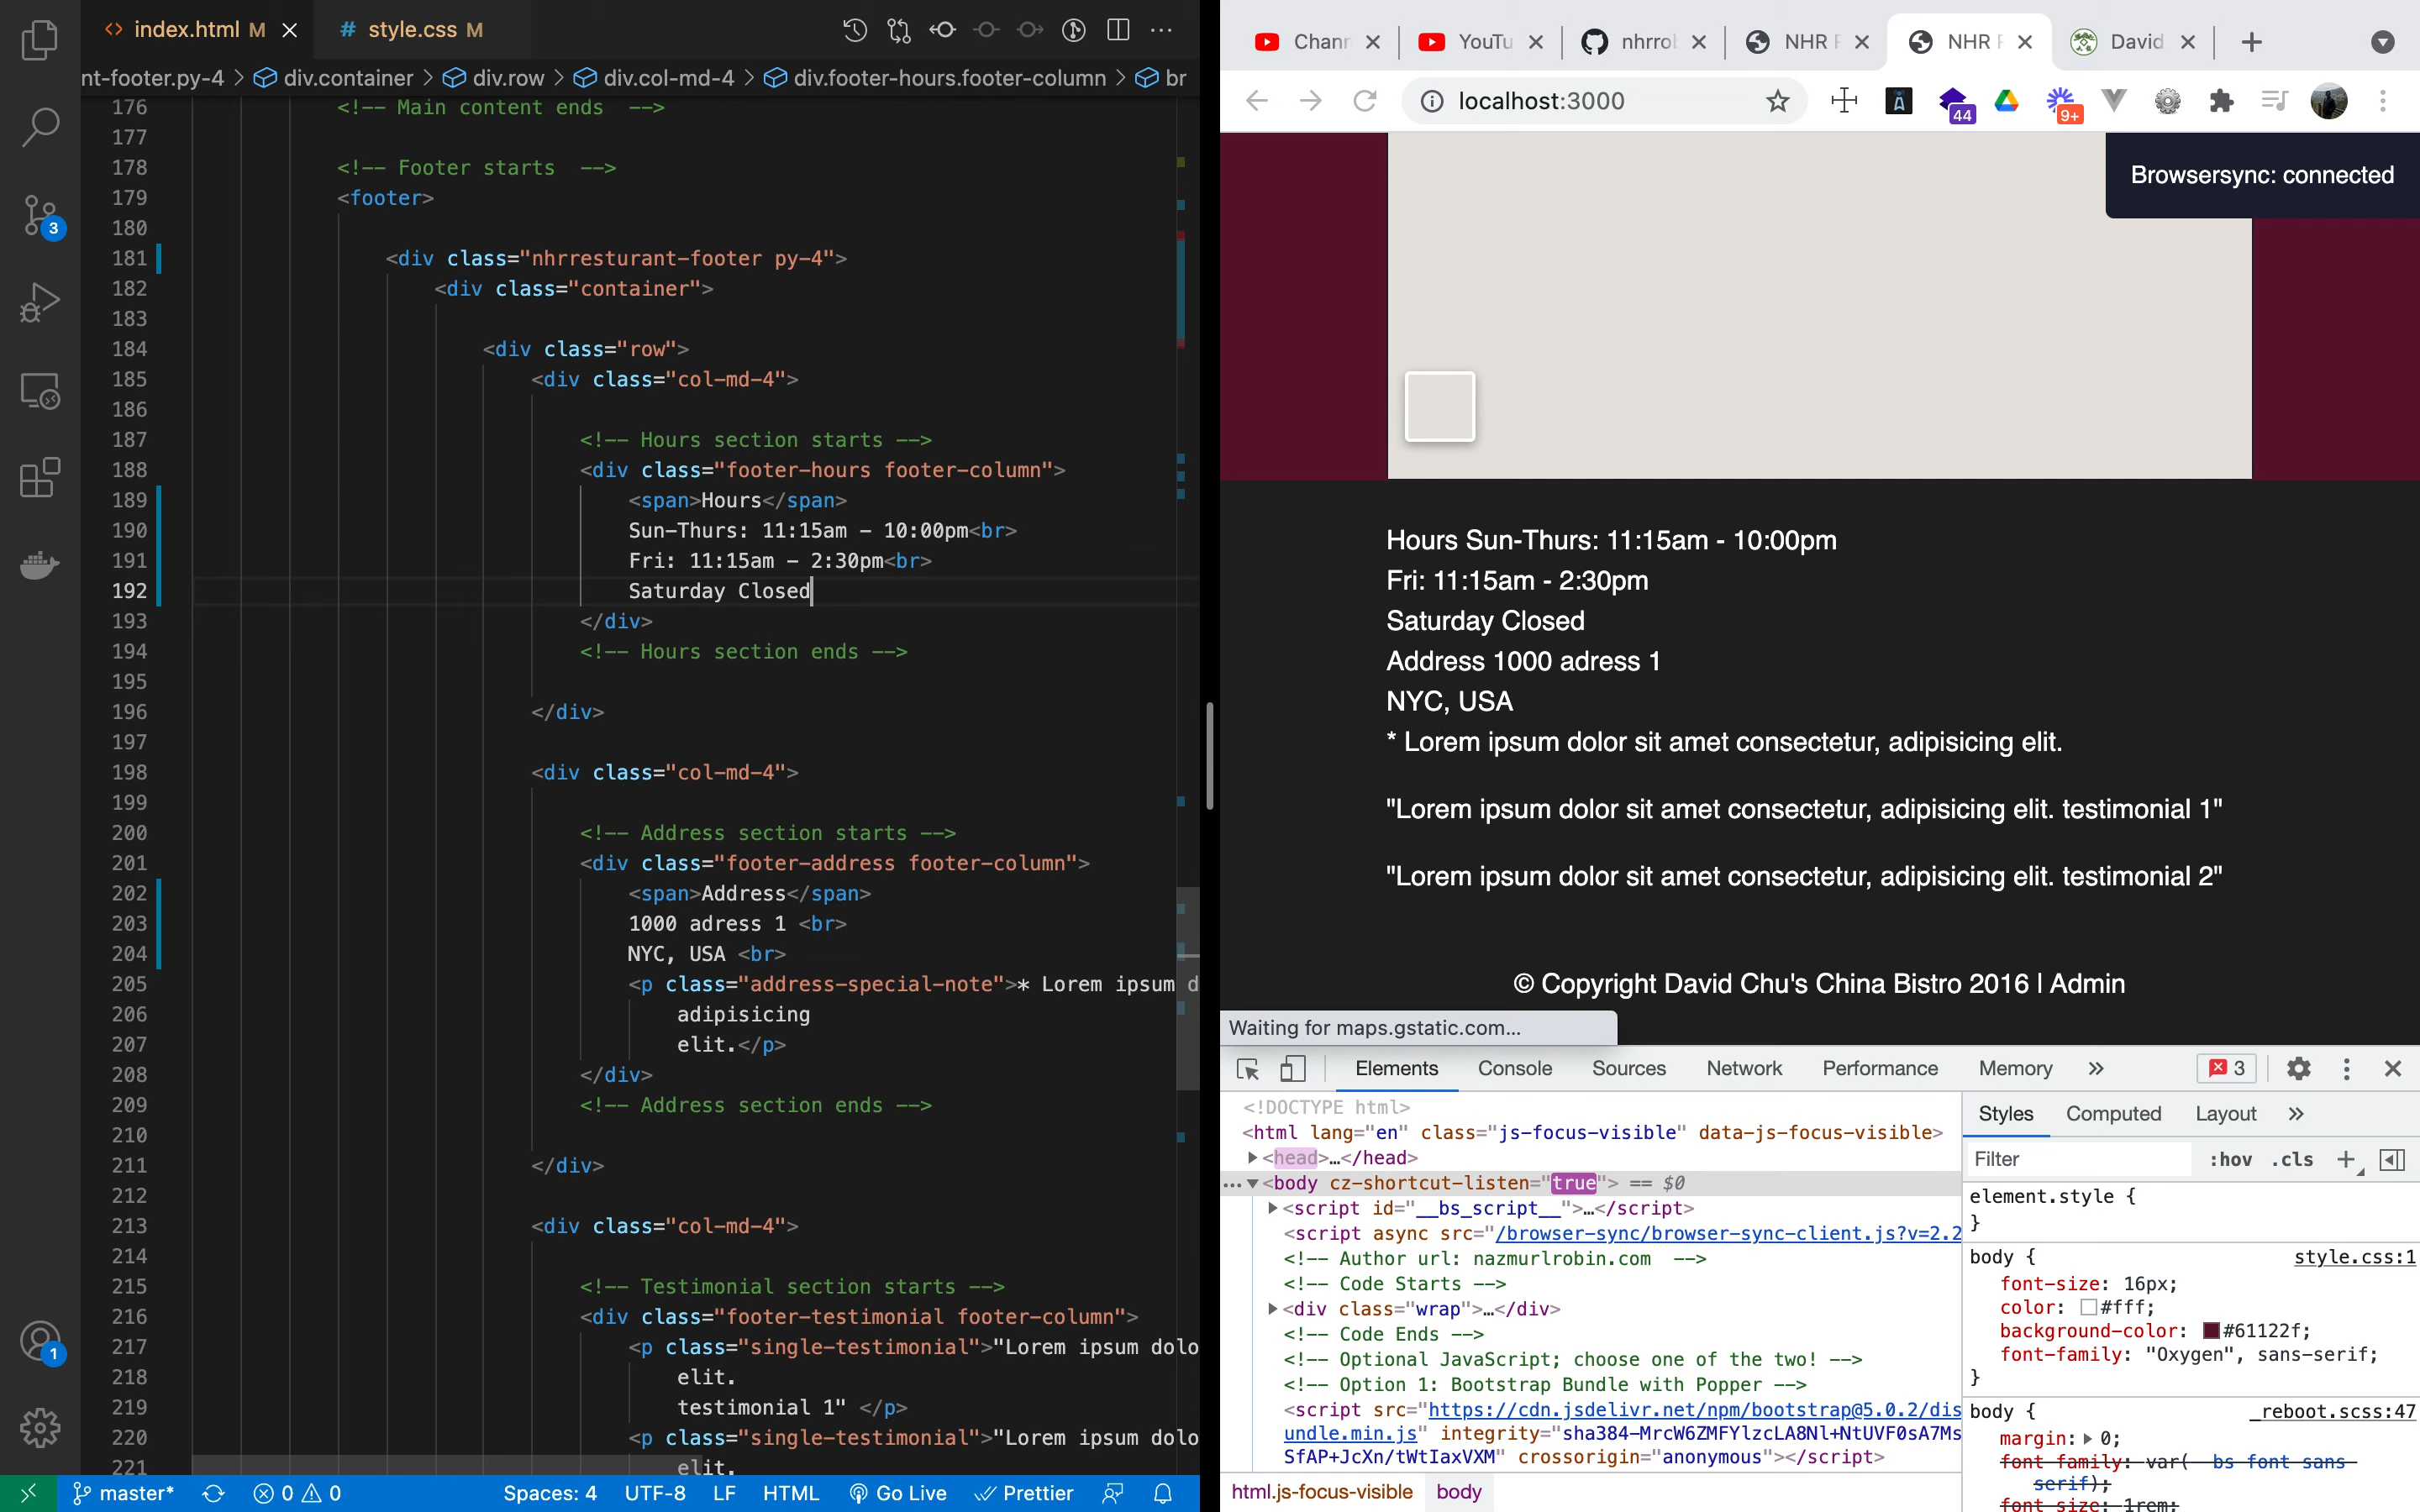 index.html M
style.css M
nt-footer.py-4 > div.container > div.row > div.col-md-4 > div.footer-hours.footer-column > br
176 <!-- Main content ends  -->
177
178 <!-- Footer starts  -->
179 <footer>
180
181 <div class="nhrresturant-footer py-4">
182 <div class="container">
183
184 <div class="row">
185 <div class="col-md-4">
186
187 <!-- Hours section starts -->
188 <div class="footer-hours footer-column">
189 <span>Hours</span>
190 Sun-Thurs: 11:15am - 10:00pm<br>
191 Fri: 11:15am - 2:30pm<br>
192 Saturday Closed
193 </div>
194 <!-- Hours section ends -->
195
196 </div>
197
198 <div class="col-md-4">
199
200 <!-- Address section starts -->
201 <div class="footer-address footer-column">
202 <span>Address</span>
203 1000 adress 1 <br>
204 NYC, USA <br>
205 <p class="address-special-note">* Lorem ipsum d
206 adipisicing
207 elit.</p>
208 </div>
209 <!-- Address section ends -->
210
211 </div>
212
213 <div class="col-md-4">
214
215 <!-- Testimonial section starts -->
216 <div class="footer-testimonial footer-column">
217 <p class="single-testimonial">"Lorem ipsum dolo
218 elit.
219 testimonial 1" </p>
220 <p class="single-testimonial">"Lorem ipsum dolo
221 elit.
3
1
master* 0 0 Spaces: 4 UTF-8 LF HTML Go Live Prettier
Chann YouTu nhrrol NHR NHR David
localhost:3000
44
9+
Browsersync: connected
Hours Sun-Thurs: 11:15am - 10:00pm
Fri: 11:15am - 2:30pm
Saturday Closed
Address 1000 adress 1
NYC, USA
* Lorem ipsum dolor sit amet consectetur, adipisicing elit.
"Lorem ipsum dolor sit amet consectetur, adipisicing elit. testimonial 1"
"Lorem ipsum dolor sit amet consectetur, adipisicing elit. testimonial 2"
© Copyright David Chu's China Bistro 2016 | Admin
Waiting for maps.gstatic.com...
Elements Console Sources Network Performance Memory » 3
<!DOCTYPE html>
<html lang="en" class="js-focus-visible" data-js-focus-visible>
<head>…</head>
<body cz-shortcut-listen="true"> == $0
<script id="__bs_script__">…</script>
<script async src="/browser-sync/browser-sync-client.js?v=2.2
<!-- Author url: nazmurlrobin.com  -->
<!-- Code Starts -->
<div class="wrap">…</div>
<!-- Code Ends -->
<!-- Optional JavaScript; choose one of the two! -->
<!-- Option 1: Bootstrap Bundle with Popper -->
<script src="https://cdn.jsdelivr.net/npm/bootstrap@5.0.2/dis
undle.min.js" integrity="sha384-MrcW6ZMFYlzcLA8Nl+NtUVF0sA7Ms
SfAP+JcXn/tWtIaxVXM" crossorigin="anonymous"></script>
html.js-focus-visible body
Styles Computed Layout »
Filter :hov .cls
element.style {
}
body { style.css:1
font-size: 16px;
color: #fff;
background-color: #61122f;
font-family: "Oxygen", sans-serif;
}
body { _reboot.scss:47
margin: 0;
font-family: var(--bs-font-sans-
serif);
font-size: 1rem;